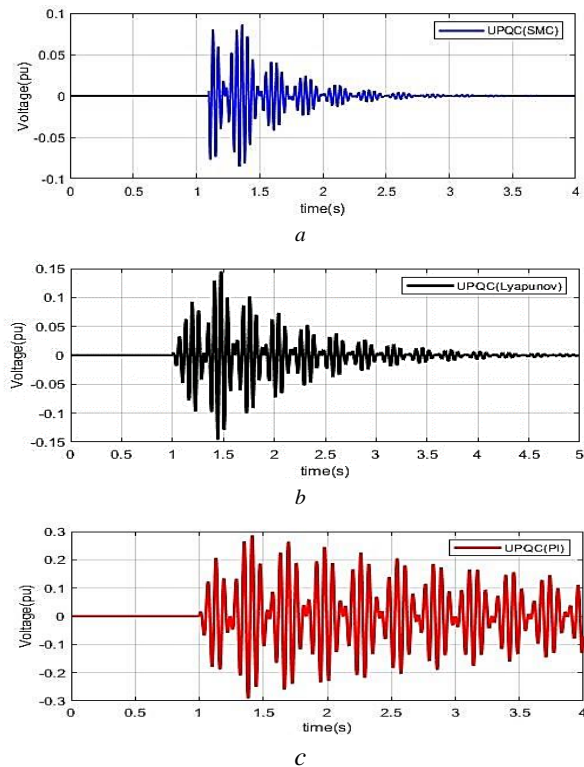 0.1
UPQC(SMC)
0.05
0
-0.05
-0.1
Voltage(pu)
0 0.5 1 1.5 2 2.5 3 3.5 4
time(s)
a
0.15
UPQC(Lyapunov)
0.1
0.05
0
-0.05
-0.1
-0.15
Voltage(pu)
0 0.5 1 1.5 2 2.5 3 3.5 4 4.5 5
time(s)
b
0.3
UPQC(PI)
0.2
0.1
0
-0.1
-0.2
-0.3
Voltage(pu)
0 0.5 1 1.5 2 2.5 3 3.5 4
time(s)
c